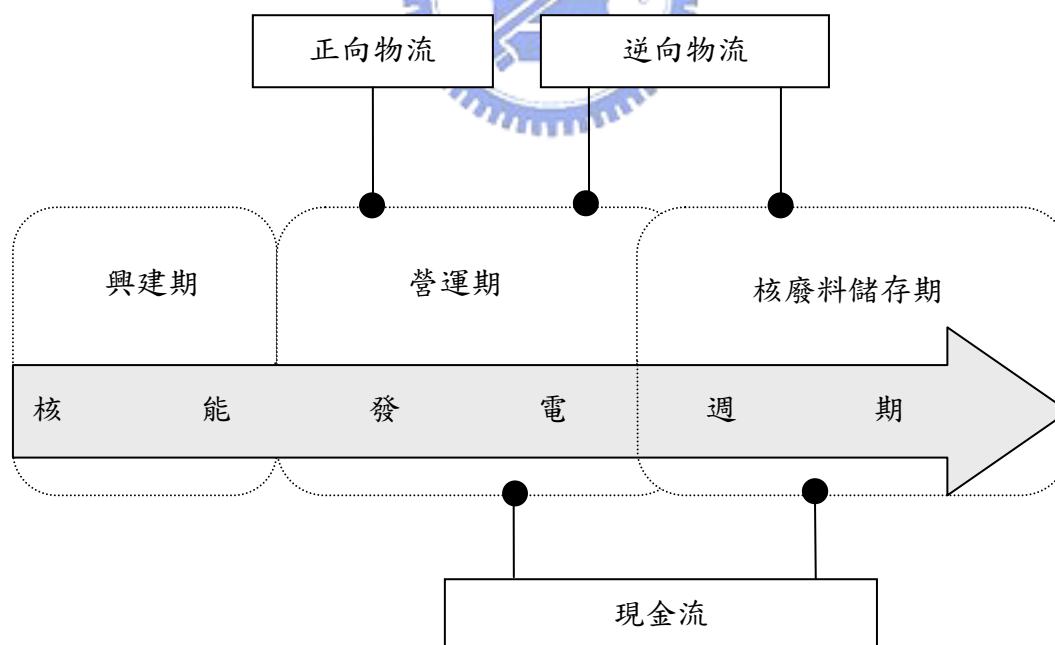 正向物流
逆向物流
興建期
營運期
核廢料儲存期
核能發電週期
現金流